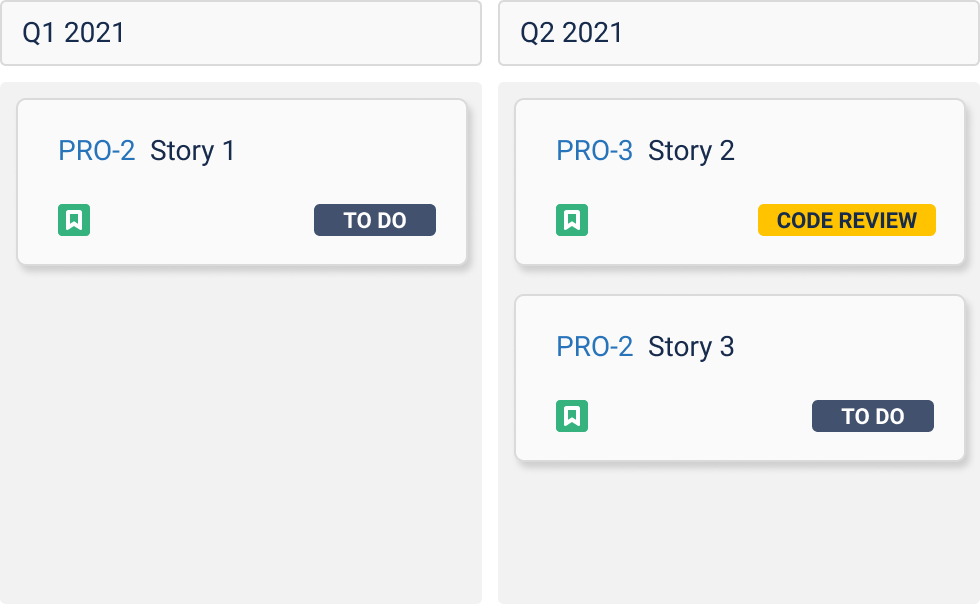 Q1 2021
PRO-2 Story 1
TO DO
Q2 2021
PRO-3 Story 2
CODE REVIEW
PRO-2 Story 3
TO DO